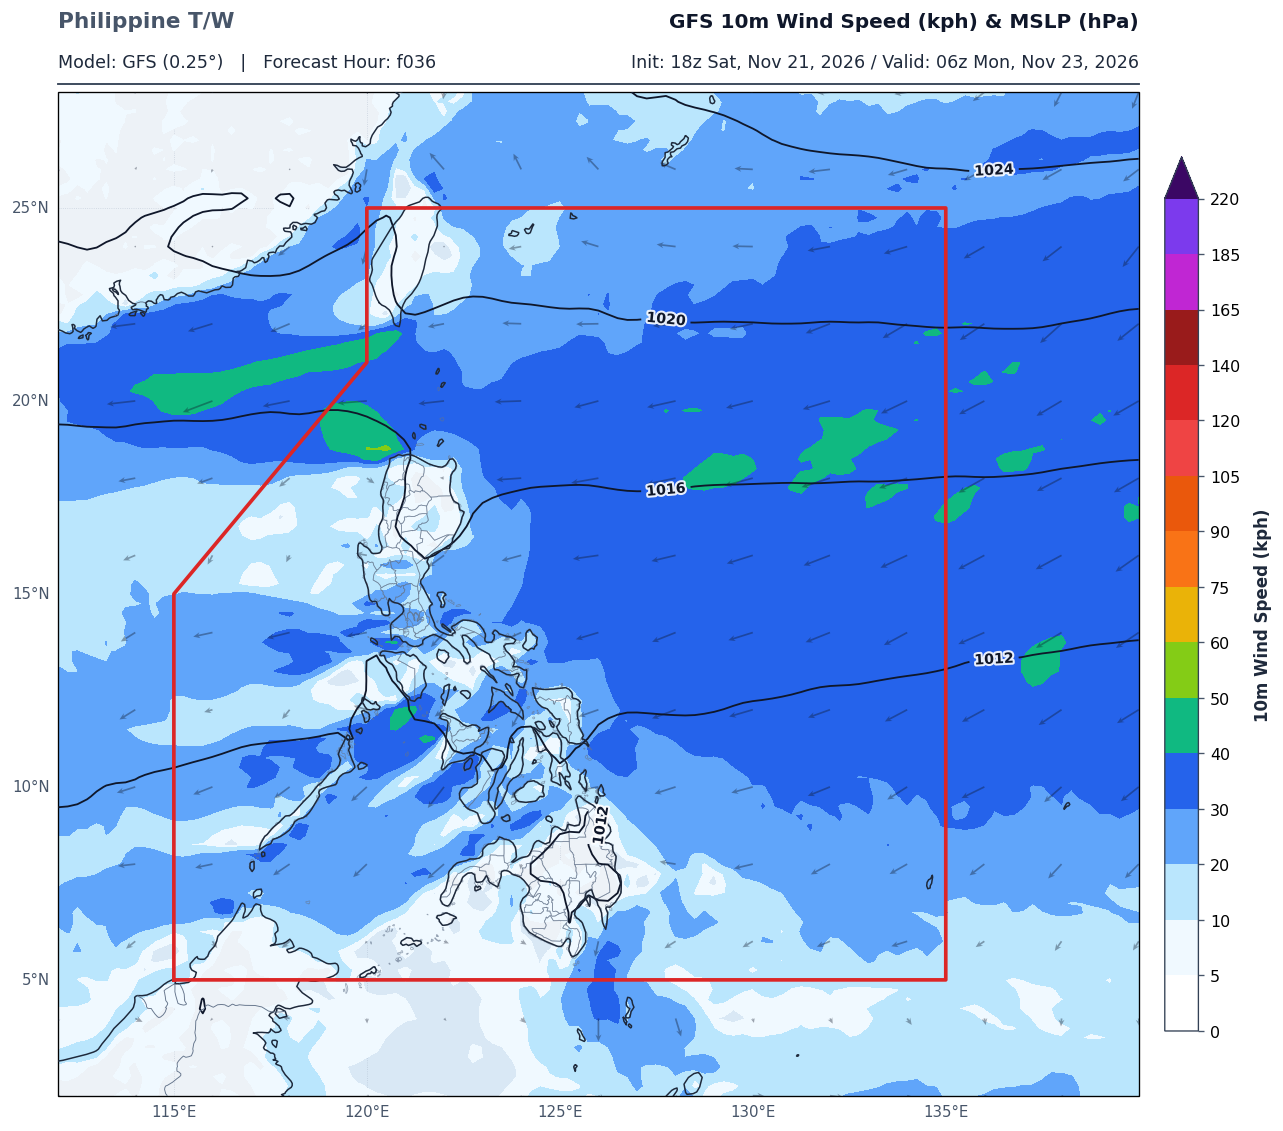 Philippine T/W
GFS 10m Wind Speed (kph) & MSLP (hPa)
Model: GFS (0.25°) | Forecast Hour: f036
Init: 18z Sat, Nov 21, 2026 / Valid: 06z Mon, Nov 23, 2026
1024
1020
1016
1012
1012
25°N
20°N
15°N
10°N
5°N
115°E
120°E
125°E
130°E
135°E
220
185
165
140
120
105
90
75
60
50
40
30
20
10
5
0
10m Wind Speed (kph)